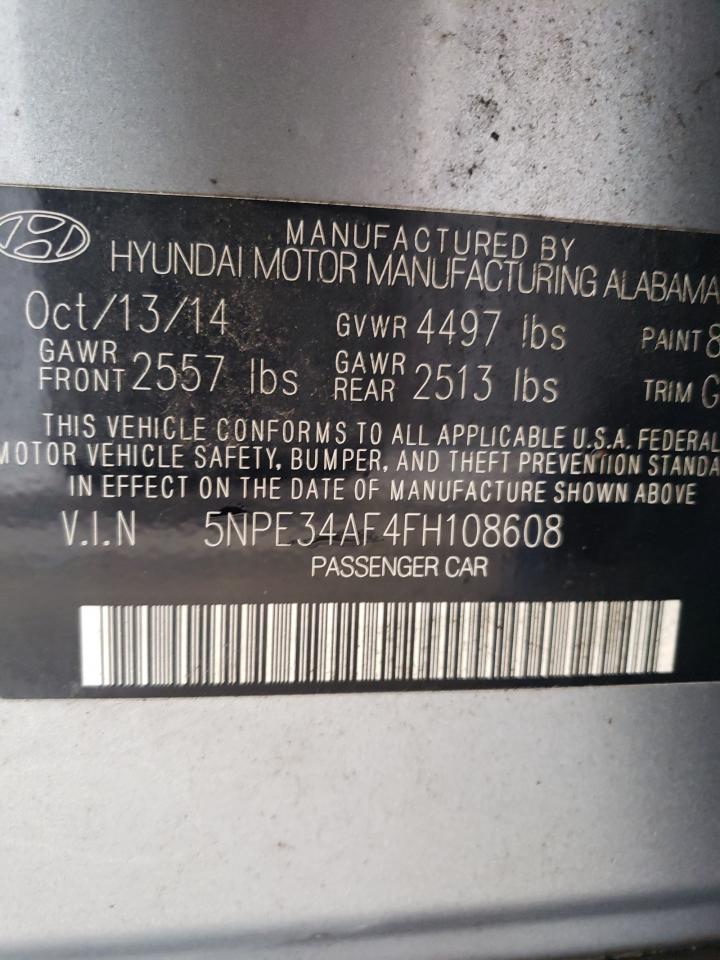 MANUFACTURED BY
HYUNDAI MOTOR MANUFACTURING ALABAMA
Oct/13/14 GVWR 4497 lbs PAINT 8
GAWR FRONT 2557 lbs GAWR REAR 2513 lbs TRIM G
THIS VEHICLE CONFORMS TO ALL APPLICABLE U.S.A. FEDERAL
MOTOR VEHICLE SAFETY, BUMPER, AND THEFT PREVENTION STANDA
IN EFFECT ON THE DATE OF MANUFACTURE SHOWN ABOVE
V.I.N 5NPE34AF4FH108608
PASSENGER CAR